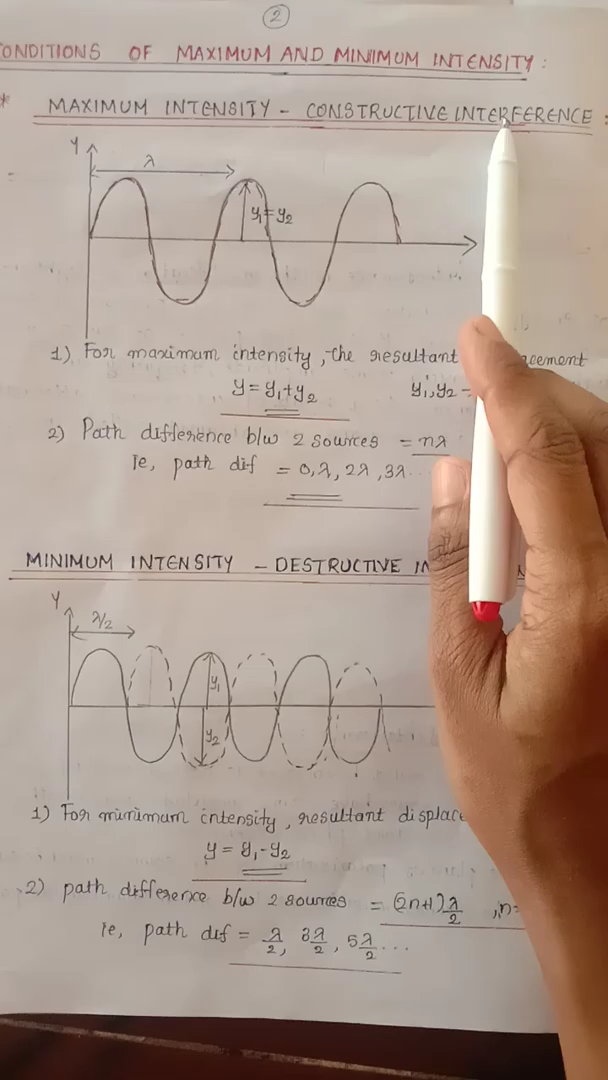 2
CONDITIONS OF MAXIMUM AND MINIMUM INTENSITY:
* MAXIMUM INTENSITY - CONSTRUCTIVE INTERFERENCE :
Y
λ
y₁=y₂
1) For maximum intensity, the resultant
y = y₁+y₂ y₁,y₂ =
2) Path difference b/w 2 sources = nλ
Ie, path dif = 0, λ, 2λ, 3λ...
MINIMUM INTENSITY - DESTRUCTIVE
Y
λ/2
y₁
y₂
1) For minimum intensity, resultant
y = y₁-y₂
2) path difference b/w 2 sources = (2n+1)λ/2 , n=
Ie, path dif = λ/2, 3λ/2, 5λ/2...